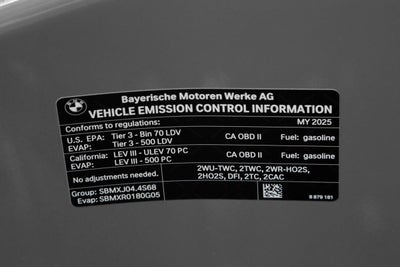 BMW
Bayerische Motoren Werke AG
VEHICLE EMISSION CONTROL INFORMATION
Conforms to regulations: MY 2025
U.S. EPA: Tier 3 - Bin 70 LDV CA OBD II Fuel: gasoline
EVAP: Tier 3 - 500 LDV
California: LEV III - ULEV 70 PC CA OBD II Fuel: gasoline
EVAP: LEV III - 500 PC
No adjustments needed. 2WU-TWC, 2TWC, 2WR-HO2S,
2HO2S, DFI, 2TC, 2CAC
Group: SBMXJ04.4S68
Evap: SBMXR0180G05